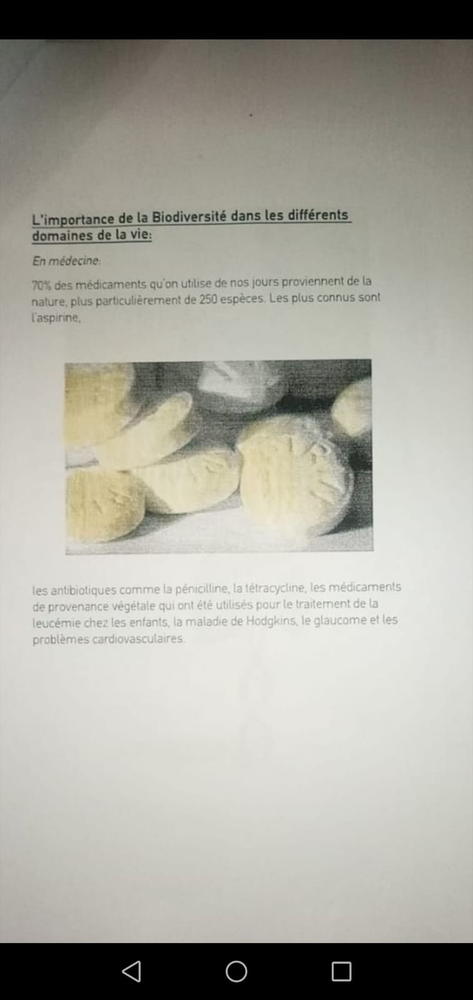 L'importance de la Biodiversité dans les différents
domaines de la vie:
En médecine:
70% des médicaments qu'on utilise de nos jours proviennent de la
nature, plus particulièrement de 250 espèces. Les plus connus sont
l'aspirine,
les antibiotiques comme la pénicilline, la tétracycline, les médicaments
de provenance végétale qui ont été utilisés pour le traitement de la
leucémie chez les enfants, la maladie de Hodgkins, le glaucome et les
problèmes cardiovasculaires.